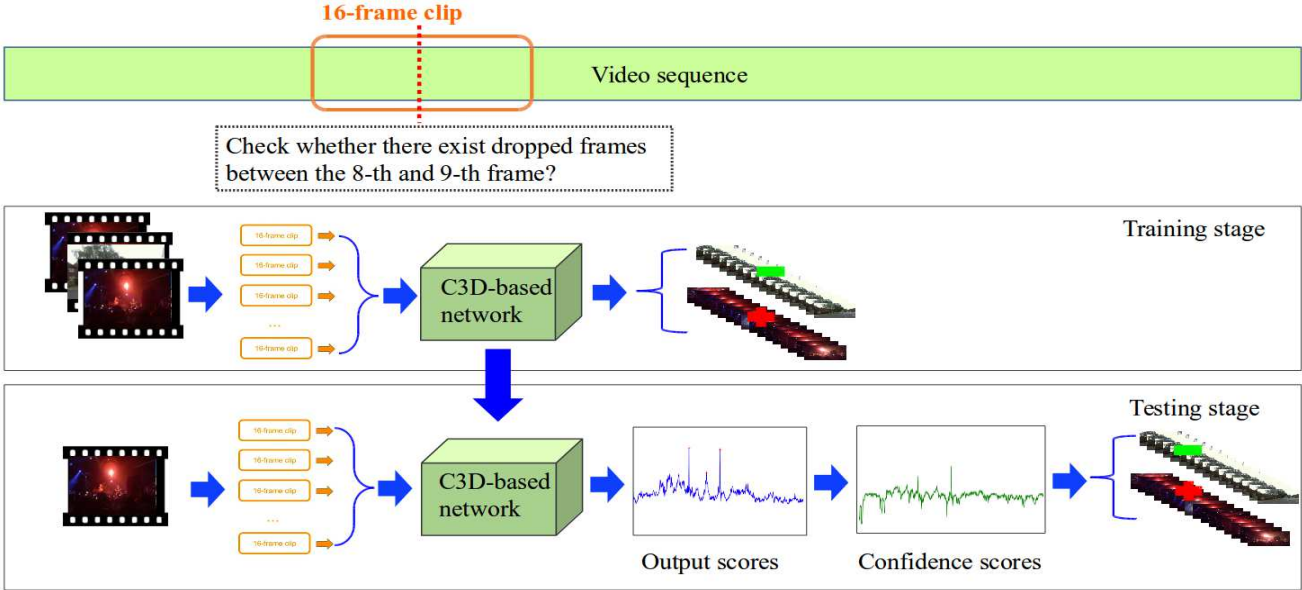 16-frame clip
Video sequence
Check whether there exist dropped frames
between the 8-th and 9-th frame?
Training stage
16-frame clip
16-frame clip
16-frame clip
...
16-frame clip
C3D-based
network
Testing stage
16-frame clip
16-frame clip
16-frame clip
...
16-frame clip
C3D-based
network
Output scores
Confidence scores